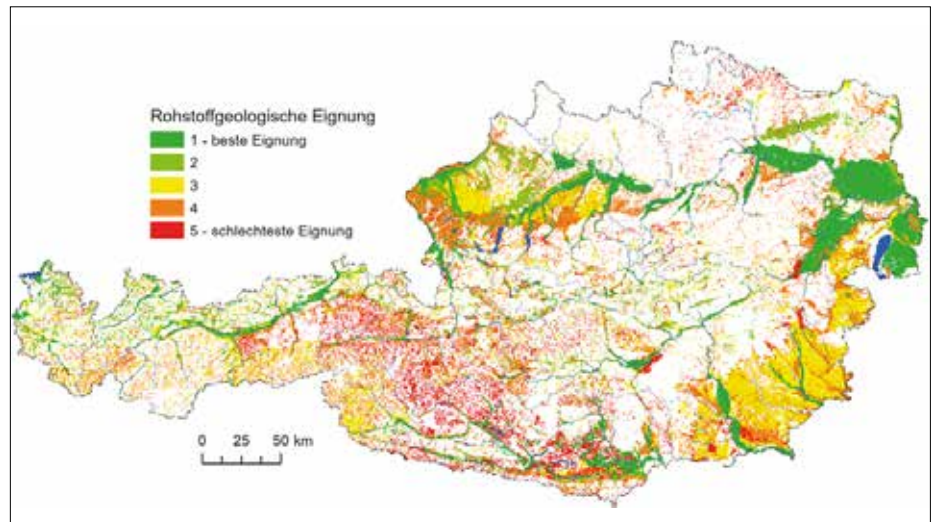 Rohstoffgeologische Eignung
1 - beste Eignung
2
3
4
5 - schlechteste Eignung
0 25 50 km